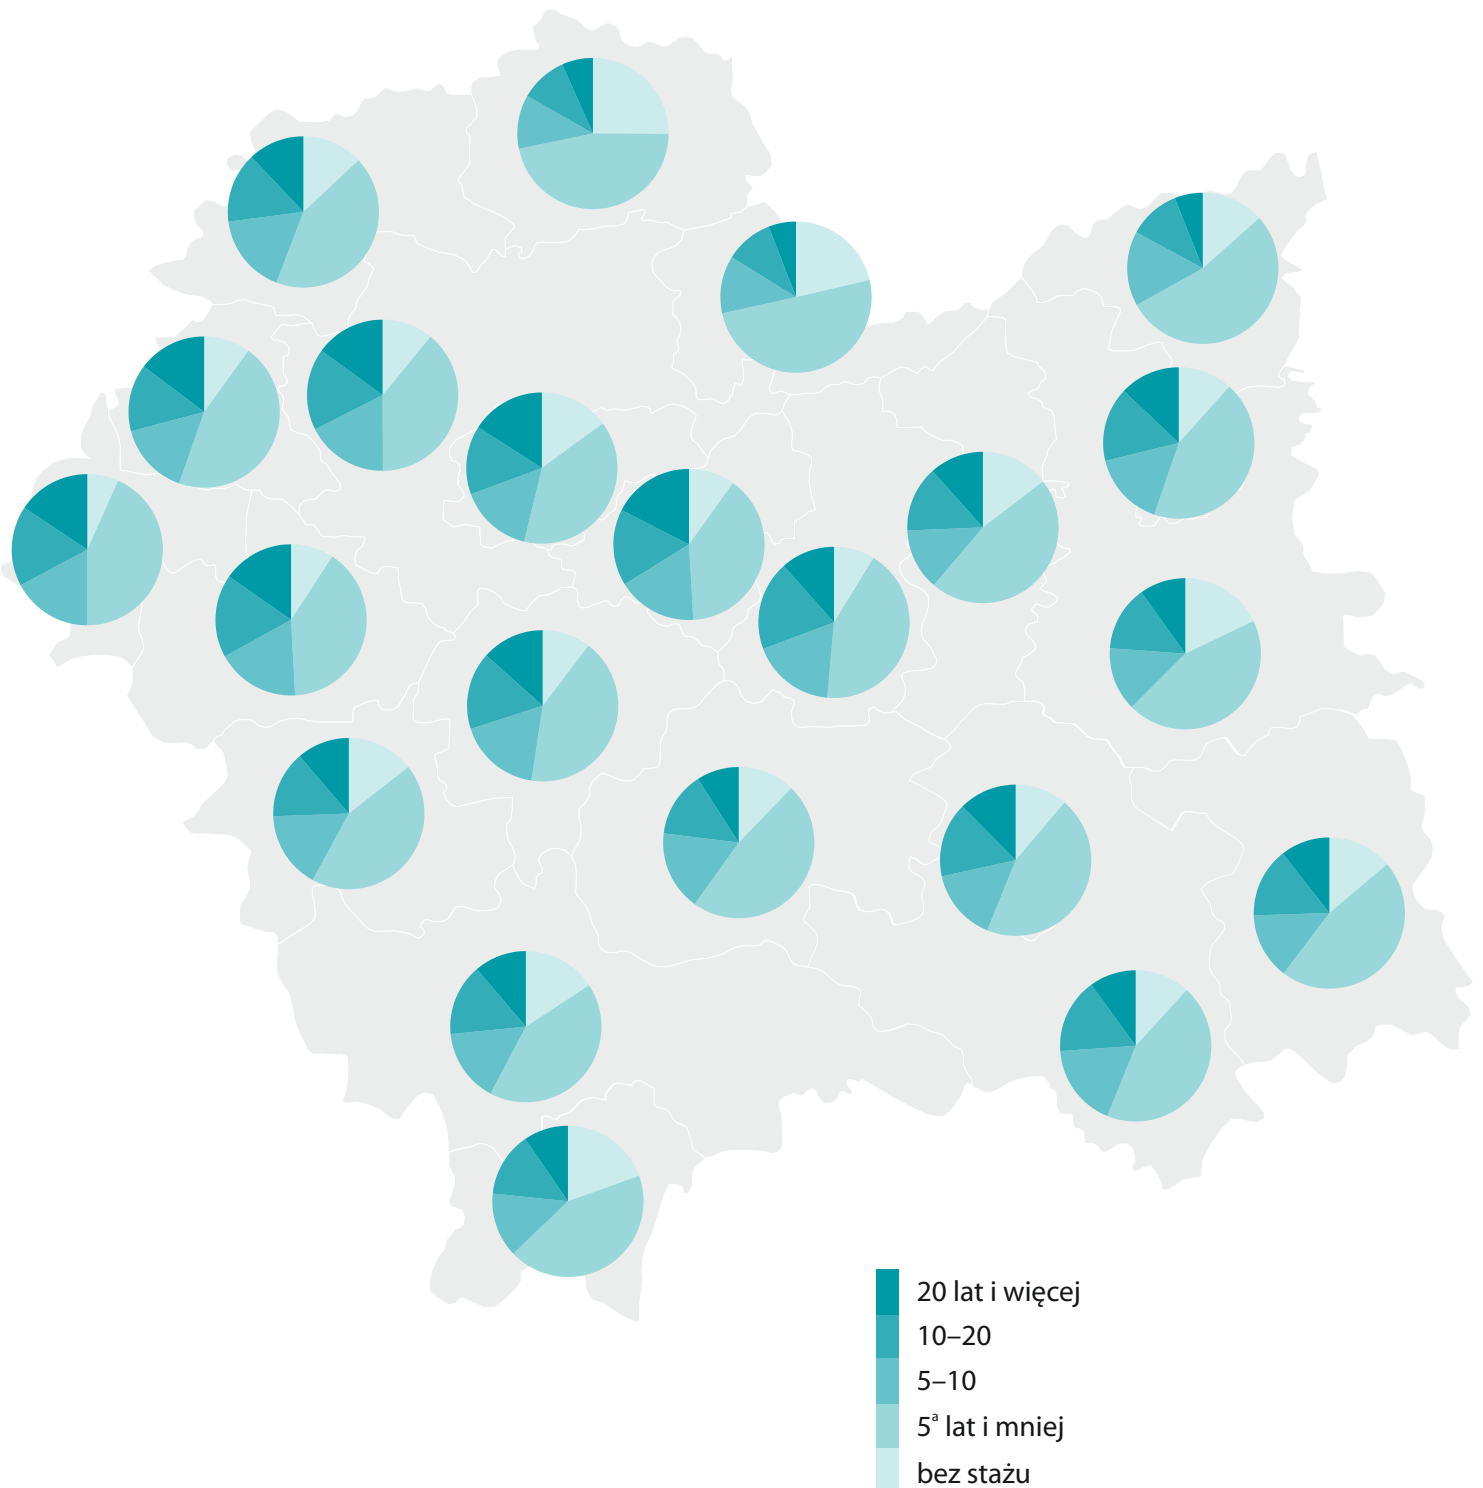 20 lat i więcej
10–20
5–10
5ª lat i mniej
bez stażu